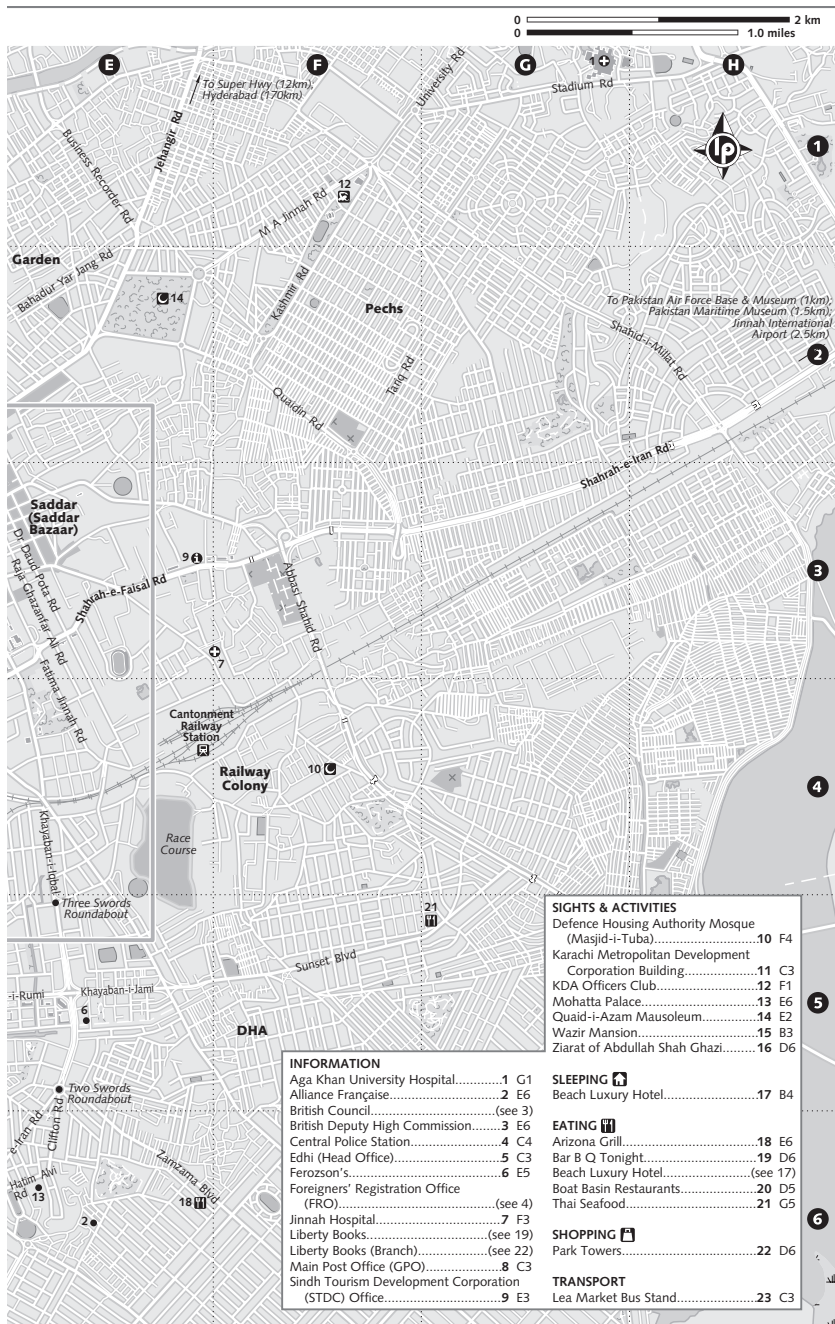 0 2 km
0 1.0 miles
E
F
G
H
To Super Hwy (12km);
Hyderabad (170km)
University Rd
1
Stadium Rd
lp
1
Business Recorder Rd
Jehangir Rd
12
M A Jinnah Rd
Garden
Bahadur Yar Jang Rd
14
Kashmir Rd
Pechs
To Pakistan Air Force Base & Museum (1km);
Pakistan Maritime Museum (1.5km);
Jinnah International
Airport (2.5km)
Shahid-i-Millat Rd
2
Tariq Rd
Quaidin Rd
Shahrah-e-Iran Rd
Saddar
(Saddar
Bazaar)
Dr Daud Pota Rd
Raja Ghazanfar Ali Rd
9
Shahrah-e-Faisal Rd
Abbasi Shahid Rd
3
Fatima Jinnah Rd
7
Cantonment
Railway
Station
Railway
Colony
10
4
Khayaban-i-Iqbal
Race
Course
Three Swords
Roundabout
21
Sunset Blvd
-i-Rumi
Khayaban-i-Jami
6
DHA
5
Two Swords
Roundabout
e-Iran Rd
Clifton Rd
Zamzama Blvd
Hatim Alvi
Rd
13
18
2
6
INFORMATION
Aga Khan University Hospital............1 G1
Alliance Française............2 E6
British Council............(see 3)
British Deputy High Commission...3 E6
Central Police Station............4 C4
Edhi (Head Office)............5 C3
Ferozson's............6 E5
Foreigners' Registration Office
(FRO)............(see 4)
Jinnah Hospital............7 F3
Liberty Books............(see 19)
Liberty Books (Branch)............(see 22)
Main Post Office (GPO)............8 C3
Sindh Tourism Development Corporation
(STDC) Office............9 E3
SIGHTS & ACTIVITIES
Defence Housing Authority Mosque
(Masjid-i-Tuba)............10 F4
Karachi Metropolitan Development
Corporation Building............11 C3
KDA Officers Club............12 F1
Mohatta Palace............13 E6
Quaid-i-Azam Mausoleum............14 E2
Wazir Mansion............15 B3
Ziarat of Abdullah Shah Ghazi........16 D6
SLEEPING
Beach Luxury Hotel............17 B4
EATING
Arizona Grill............18 E6
Bar B Q Tonight............19 D6
Beach Luxury Hotel............(see 17)
Boat Basin Restaurants............20 D5
Thai Seafood............21 G5
SHOPPING
Park Towers............22 D6
TRANSPORT
Lea Market Bus Stand............23 C3